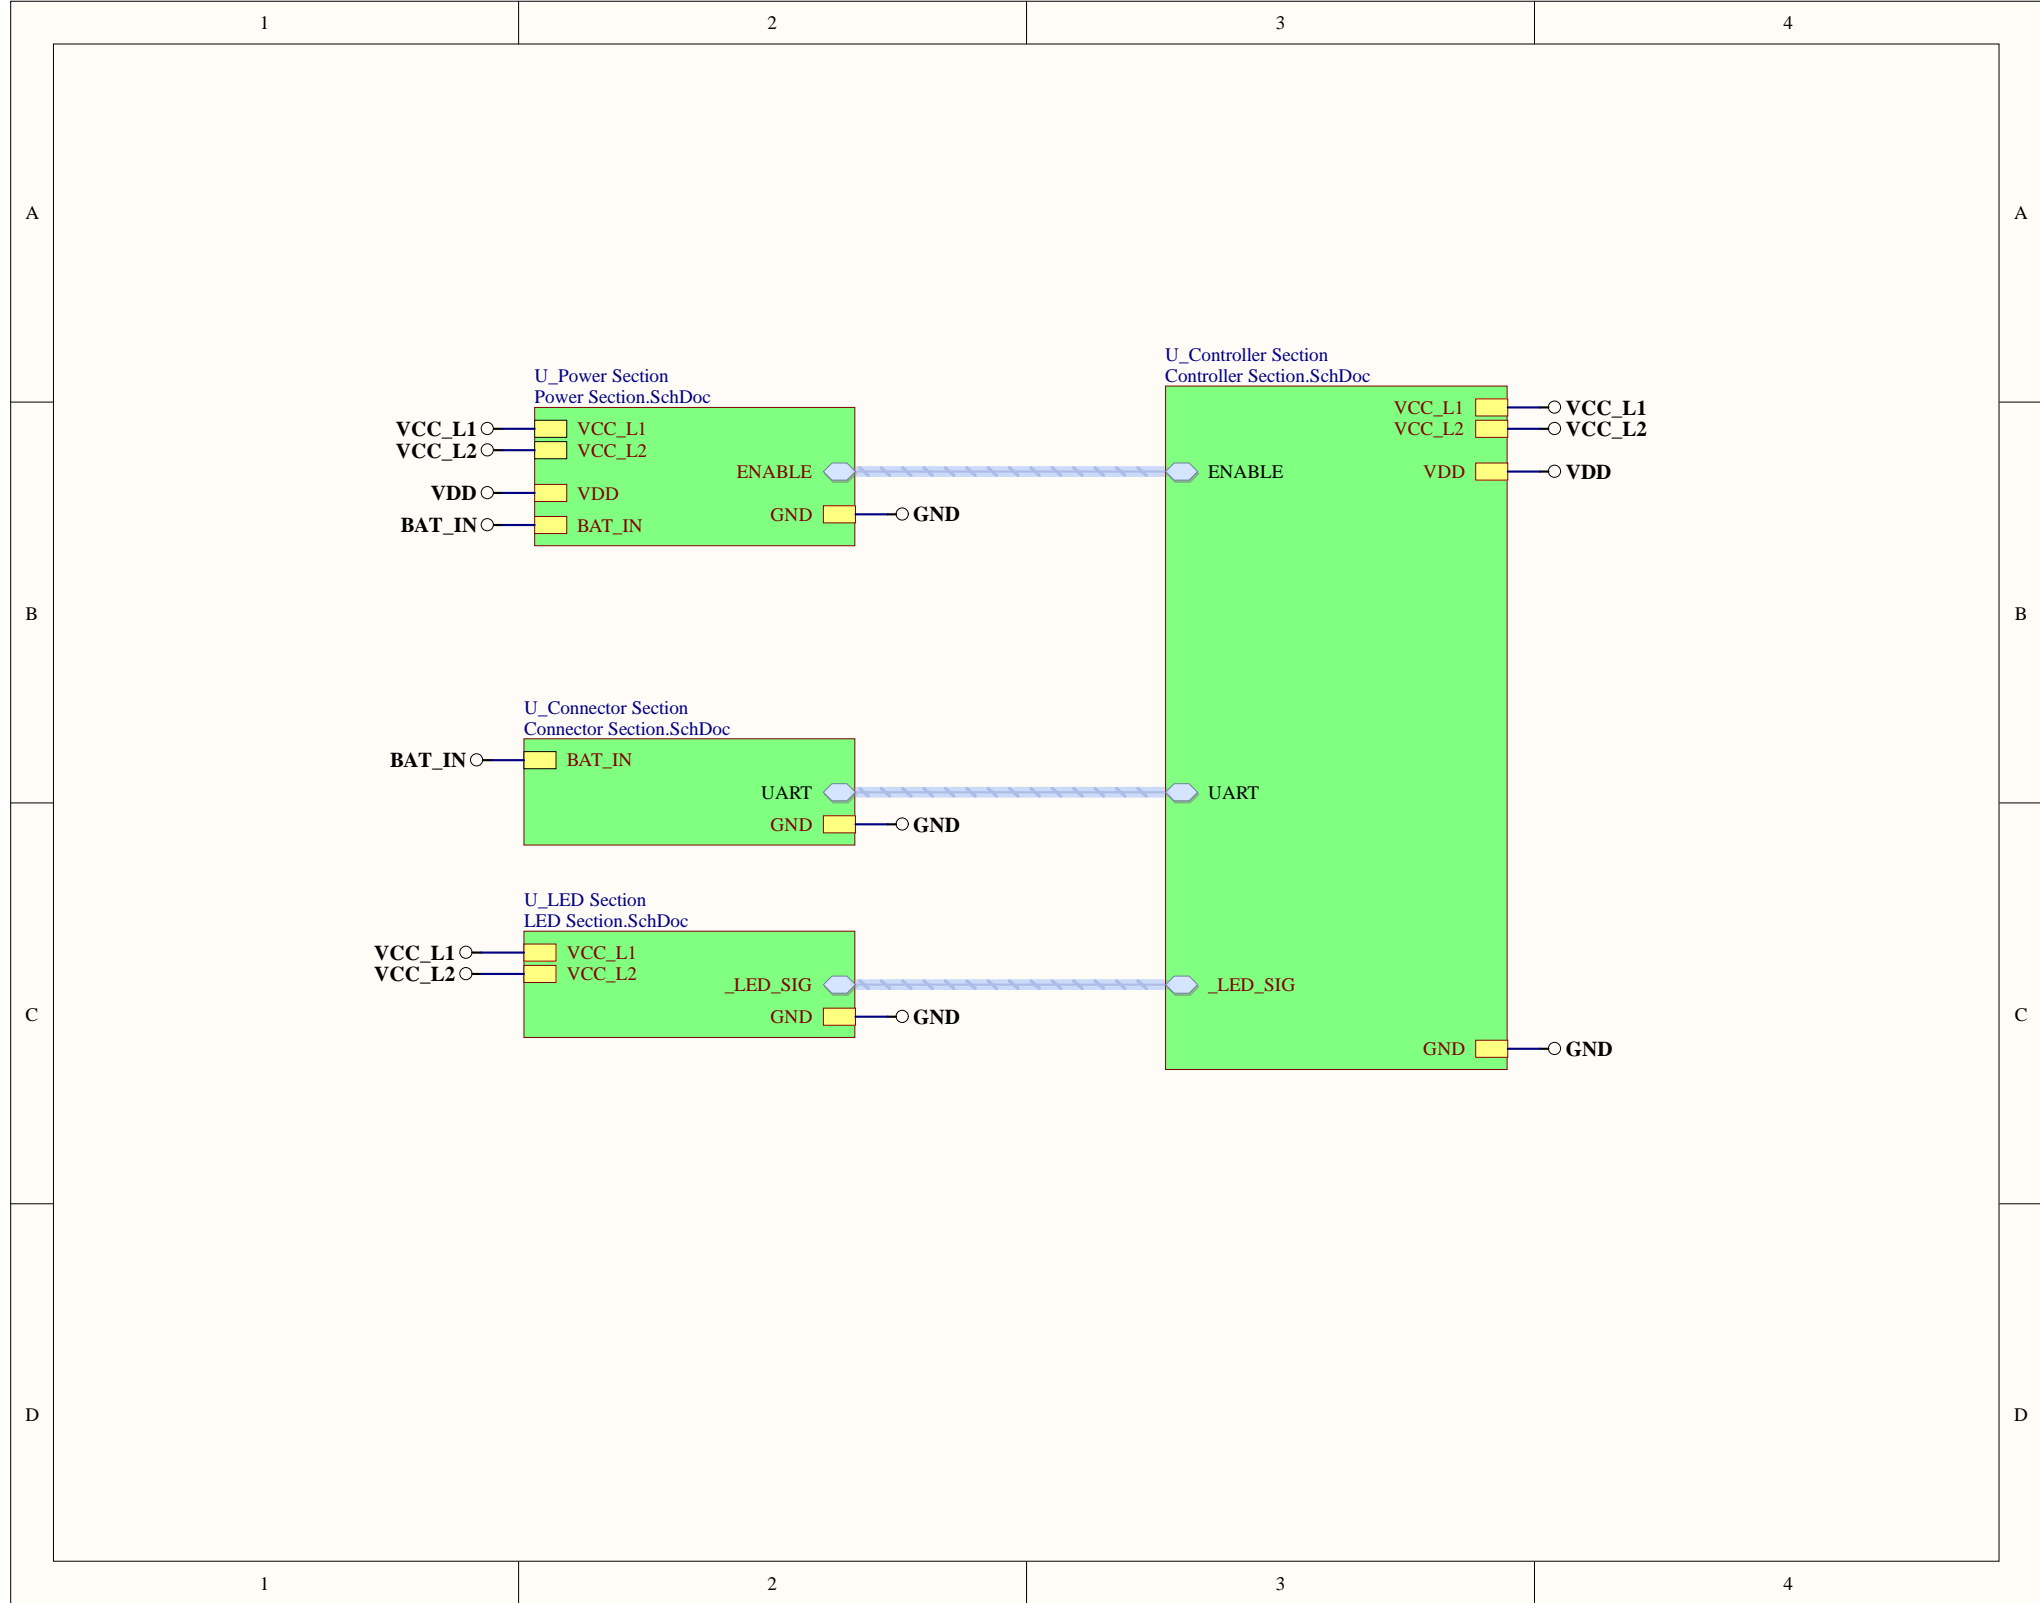 1 2 3 4
A A
U_Controller Section
Controller Section.SchDoc
U_Power Section
Power Section.SchDoc
VCC_L1 VCC_L1
VCC_L2 VCC_L2
ENABLE
VDD VDD
GND GND
BAT_IN BAT_IN
VCC_L1 VCC_L1
VCC_L2 VCC_L2
ENABLE VDD VDD
B B
U_Connector Section
Connector Section.SchDoc
BAT_IN BAT_IN
UART UART
GND GND
U_LED Section
LED Section.SchDoc
VCC_L1 VCC_L1
VCC_L2 VCC_L2
_LED_SIG _LED_SIG
GND GND
C C
GND GND
D D
1 2 3 4